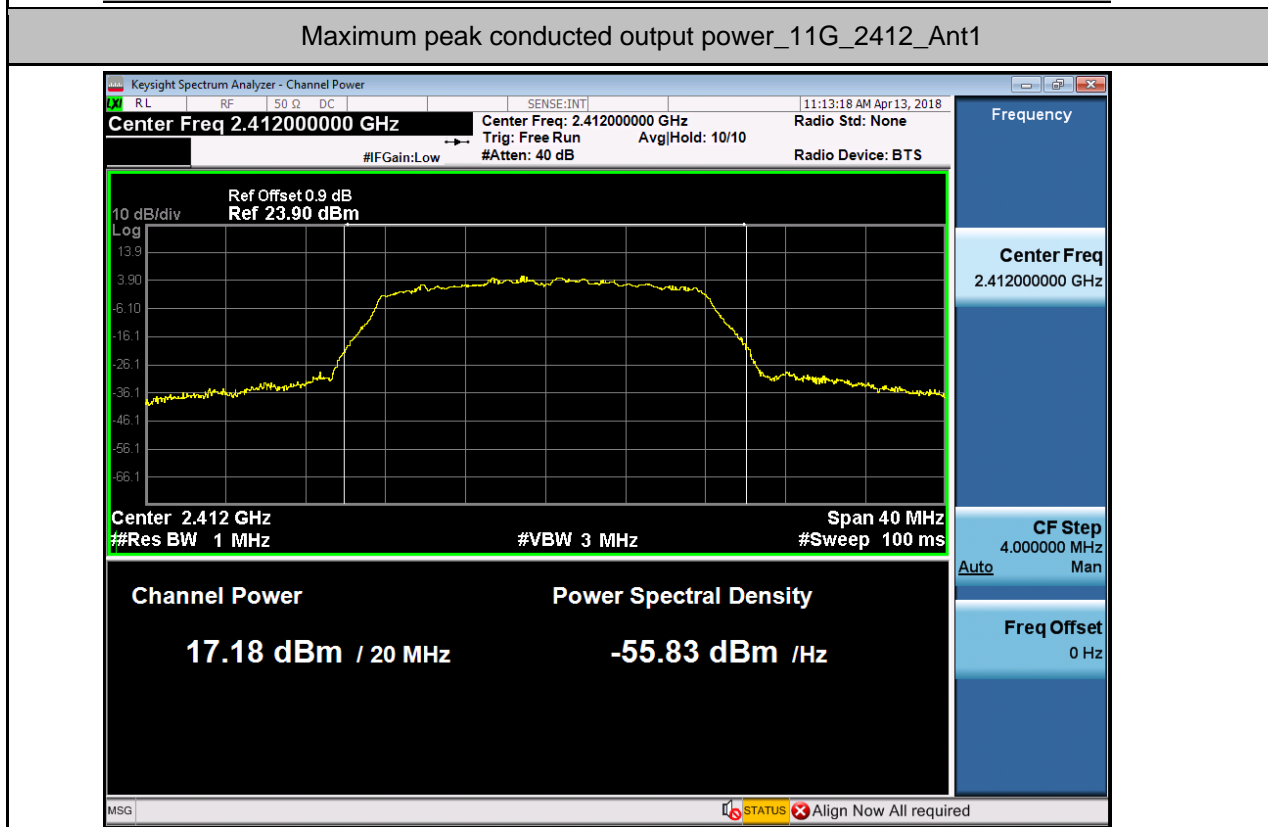 Maximum peak conducted output power_11G_2412_Ant1
Keysight Spectrum Analyzer - Channel Power
LXI RL RF 50 Ω DC SENSE:INT 11:13:18 AM Apr 13, 2018
Center Freq 2.412000000 GHz
Center Freq: 2.412000000 GHz Radio Std: None
Trig: Free Run Avg|Hold: 10/10
#IFGain:Low #Atten: 40 dB Radio Device: BTS
Ref Offset 0.9 dB
10 dB/div Ref 23.90 dBm
Log
13.9
3.90
-6.10
-16.1
-26.1
-36.1
-46.1
-56.1
-66.1
Center 2.412 GHz Span 40 MHz
##Res BW 1 MHz #VBW 3 MHz #Sweep 100 ms
Channel Power Power Spectral Density
17.18 dBm / 20 MHz -55.83 dBm /Hz
Frequency
Center Freq
2.412000000 GHz
CF Step
4.000000 MHz
Auto Man
Freq Offset
0 Hz
MSG STATUS Align Now All required